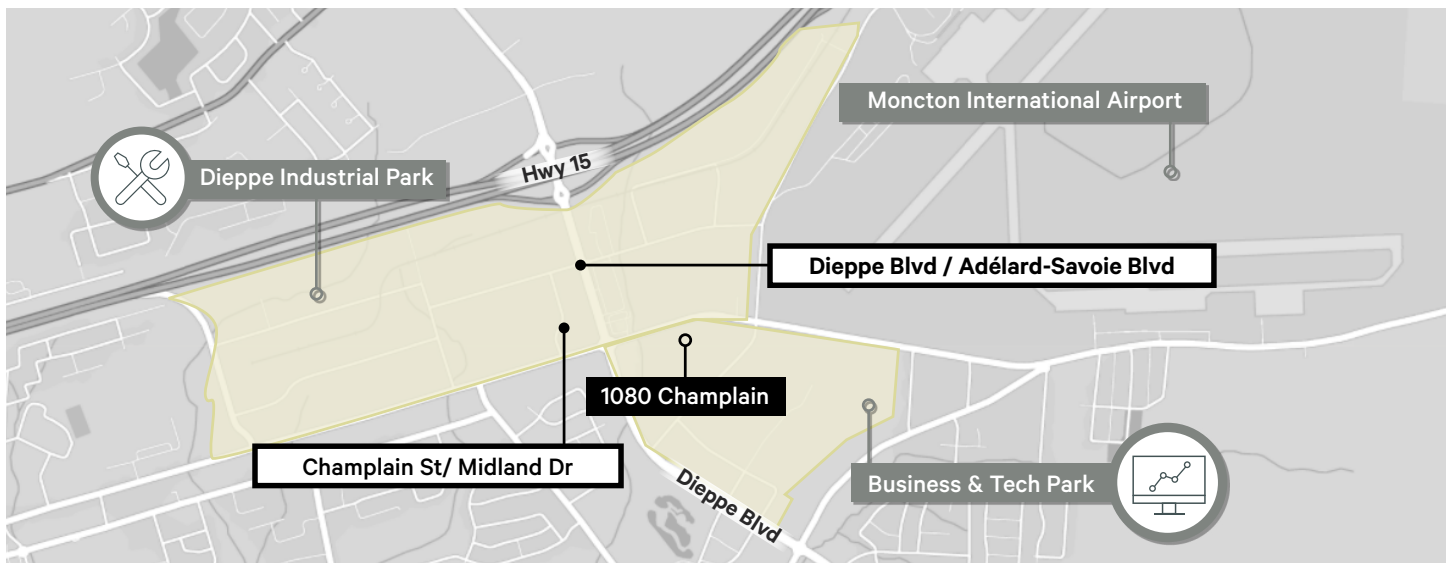 Moncton International Airport
Hwy 15
Dieppe Industrial Park
Dieppe Blvd / Adélard-Savoie Blvd
1080 Champlain
Champlain St/ Midland Dr
Business & Tech Park
Dieppe Blvd